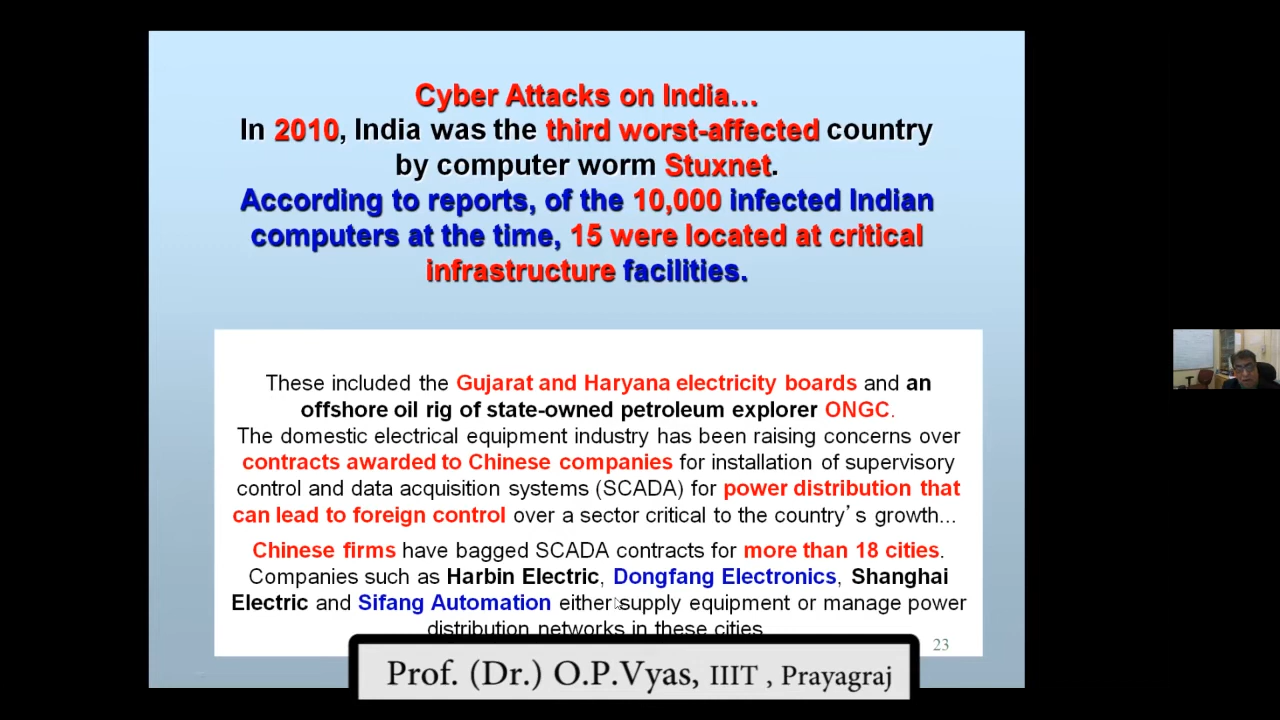 Cyber Attacks on India…
In 2010, India was the third worst-affected country
by computer worm Stuxnet.
According to reports, of the 10,000 infected Indian
computers at the time, 15 were located at critical
infrastructure facilities.
These included the Gujarat and Haryana electricity boards and an
offshore oil rig of state-owned petroleum explorer ONGC.
The domestic electrical equipment industry has been raising concerns over
contracts awarded to Chinese companies for installation of supervisory
control and data acquisition systems (SCADA) for power distribution that
can lead to foreign control over a sector critical to the country’s growth...
Chinese firms have bagged SCADA contracts for more than 18 cities.
Companies such as Harbin Electric, Dongfang Electronics, Shanghai
Electric and Sifang Automation either supply equipment or manage power
distribution networks in these cities
23
Prof. (Dr.) O.P.Vyas, IIIT , Prayagraj